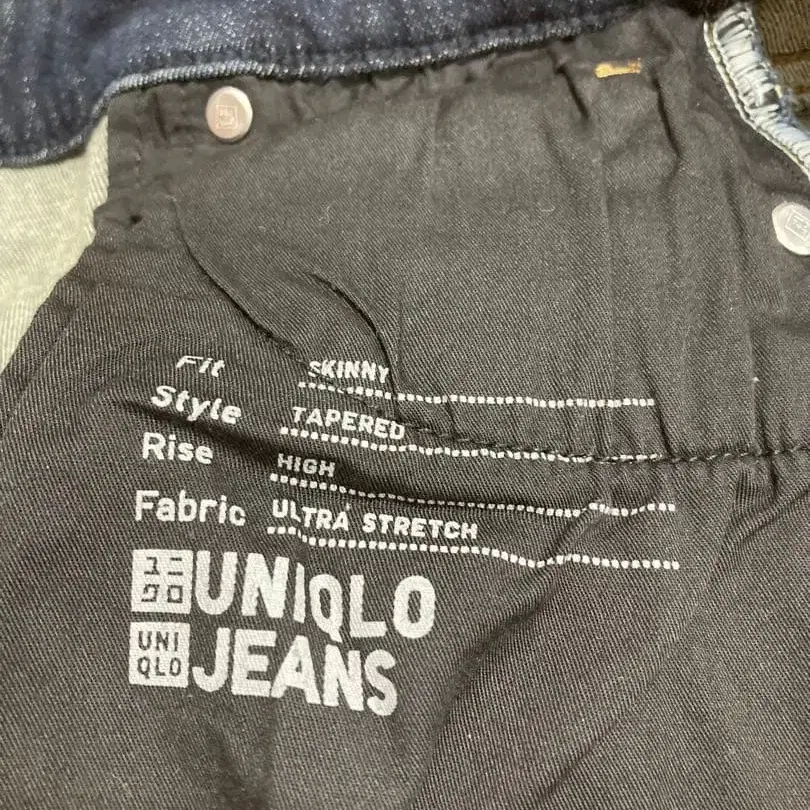 Fit SKINNY
Style TAPERED
Rise HIGH
Fabric ULTRA STRETCH
ユニ
クロ
UNIQLO
UNI
QLO
JEANS